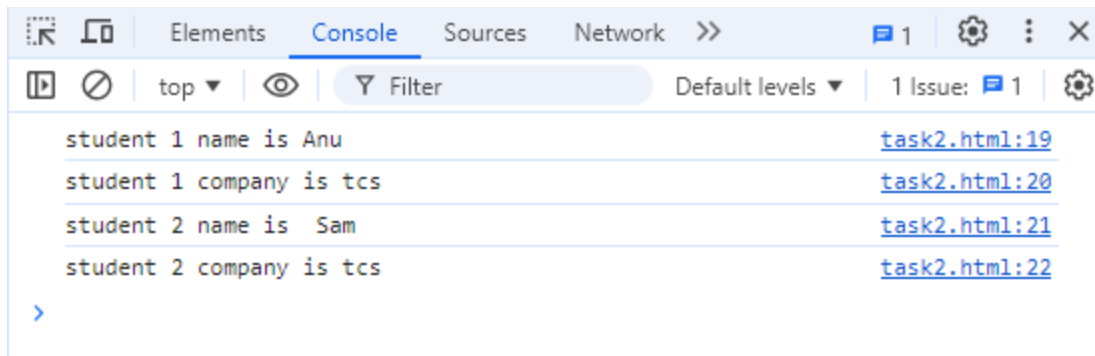 Elements Console Sources Network 1
top Filter Default levels 1 Issue: 1
student 1 name is Anu task2.html:19
student 1 company is tcs task2.html:20
student 2 name is  Sam task2.html:21
student 2 company is tcs task2.html:22